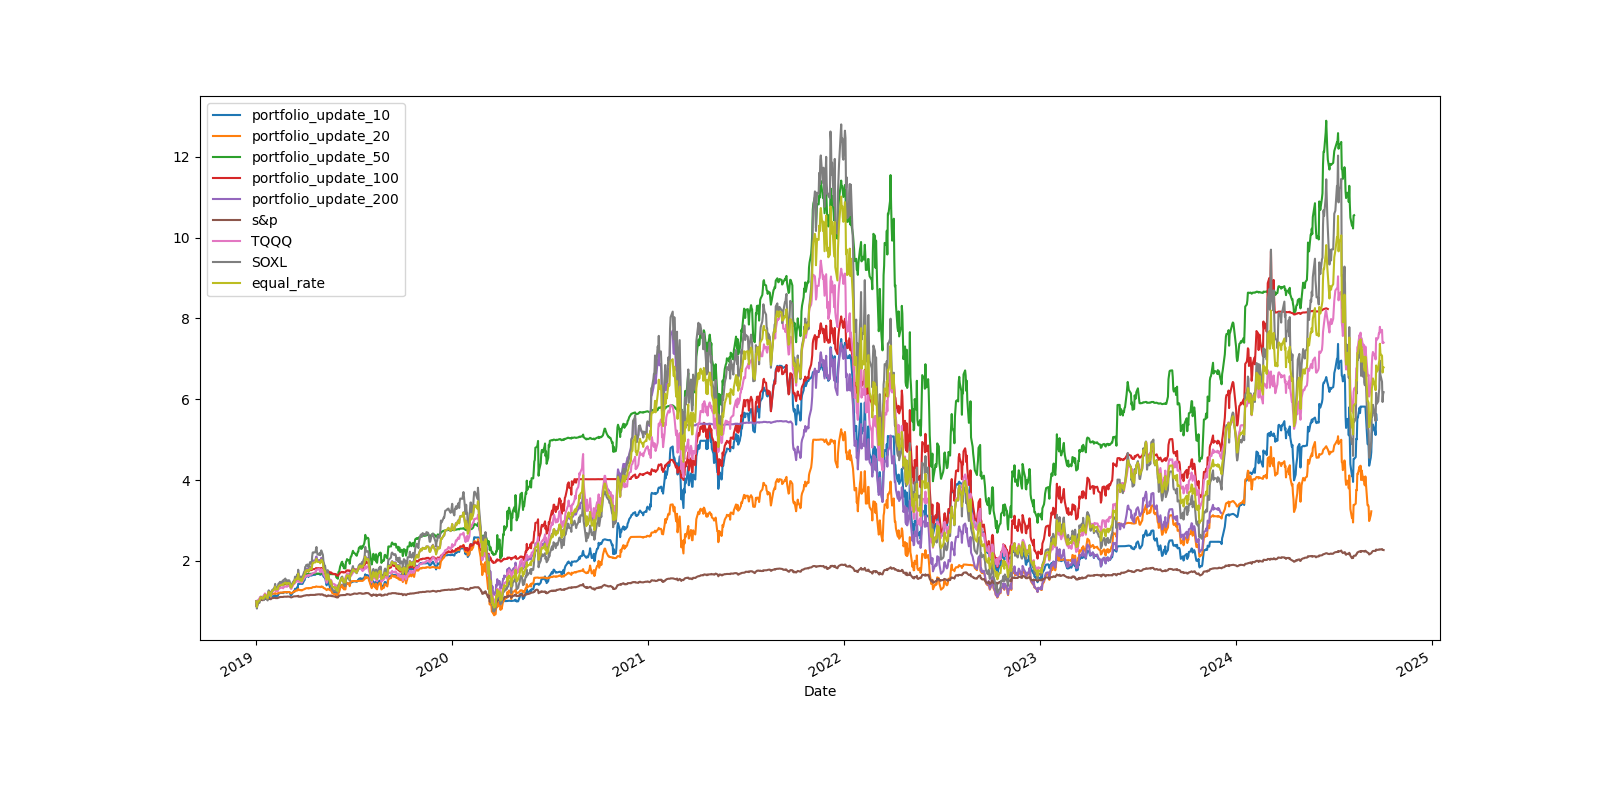 portfolio_update_10
portfolio_update_20
portfolio_update_50
portfolio_update_100
portfolio_update_200
s&p
TQQQ
SOXL
equal_rate
12
10
8
6
4
2
2019
2020
2021
2022
2023
2024
2025
Date